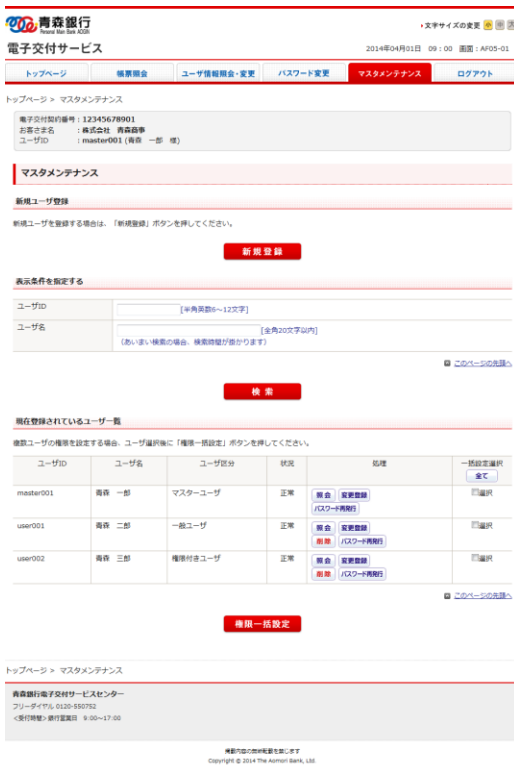 青森銀行
▸文字サイズの変更 小 中 大
電子交付サービス
2014年04月01日 09:00 画面:AF05-01
トップページ 帳票照会 ユーザ情報照会・変更 パスワード変更 マスタメンテナンス ログアウト
トップページ > マスタメンテナンス
電子交付契約番号:12345678901
お客さま名 :株式会社 青森商事
ユーザID :master001 (青森 一郎 様)
マスタメンテナンス
新規ユーザ登録
新規ユーザを登録する場合は、「新規登録」ボタンを押してください。
新規登録
表示条件を指定する
ユーザID [半角英数6~12文字]
ユーザ名 [全角20文字以内]
(あいまい検索の場合、検索時間が掛かります)
このページの先頭へ
検索
現在登録されているユーザ一覧
複数ユーザの権限を設定する場合、ユーザ選択後に「権限一括設定」ボタンを押してください。
ユーザID ユーザ名 ユーザ区分 状況 処理 一括設定選択
全て
master001 青森 一郎 マスターユーザ 正常 照会 変更登録 選択
パスワード再発行
user001 青森 二郎 一般ユーザ 正常 照会 変更登録 選択
削除 パスワード再発行
user002 青森 三郎 権限付きユーザ 正常 照会 変更登録 選択
削除 パスワード再発行
このページの先頭へ
権限一括設定
トップページ > マスタメンテナンス
青森銀行電子交付サービスセンター
フリーダイヤル 0120-550752
<受付時間> 銀行営業日 9:00~17:00
掲載内容の無断転載を禁じます
Copyright © 2014 The Aomori Bank, Ltd.